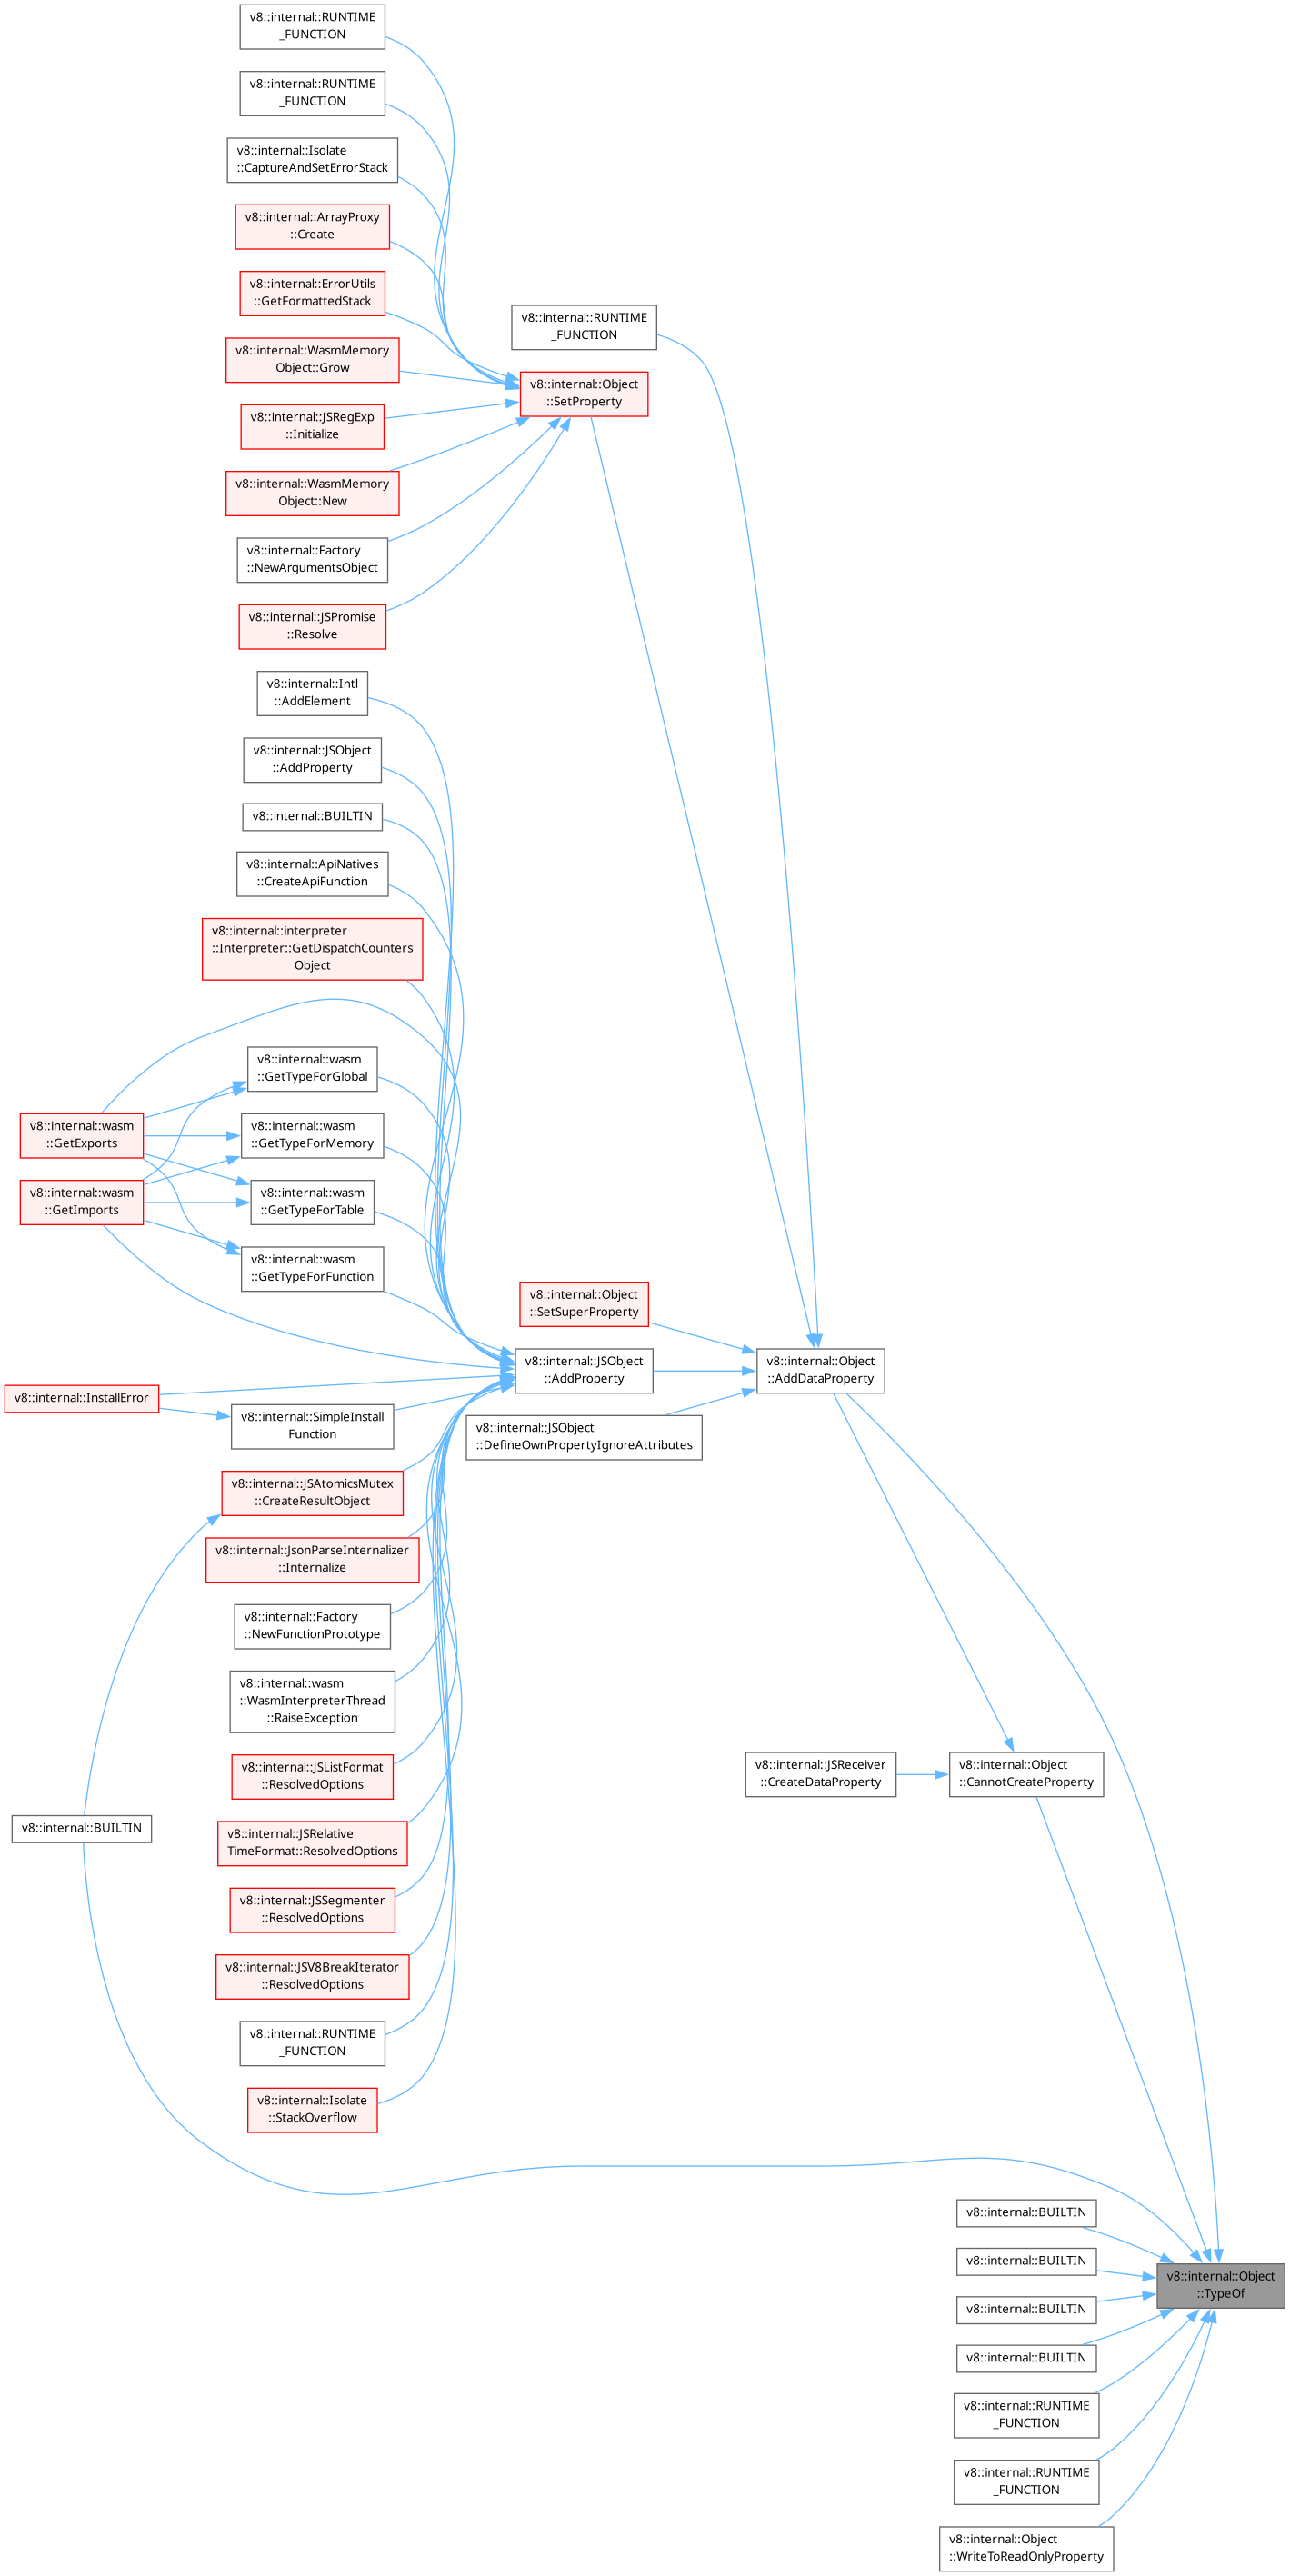 v8::internal::RUNTIME
_FUNCTION
v8::internal::RUNTIME
_FUNCTION
v8::internal::Isolate
::CaptureAndSetErrorStack
v8::internal::ArrayProxy
::Create
v8::internal::ErrorUtils
::GetFormattedStack
v8::internal::WasmMemory
Object::Grow
v8::internal::JSRegExp
::Initialize
v8::internal::WasmMemory
Object::New
v8::internal::Factory
::NewArgumentsObject
v8::internal::JSPromise
::Resolve
v8::internal::RUNTIME
_FUNCTION
v8::internal::Object
::SetProperty
v8::internal::Intl
::AddElement
v8::internal::JSObject
::AddProperty
v8::internal::BUILTIN
v8::internal::ApiNatives
::CreateApiFunction
v8::internal::interpreter
::Interpreter::GetDispatchCounters
Object
v8::internal::wasm
::GetTypeForGlobal
v8::internal::wasm
::GetTypeForMemory
v8::internal::wasm
::GetTypeForTable
v8::internal::wasm
::GetTypeForFunction
v8::internal::wasm
::GetExports
v8::internal::wasm
::GetImports
v8::internal::InstallError
v8::internal::SimpleInstall
Function
v8::internal::Object
::SetSuperProperty
v8::internal::JSObject
::AddProperty
v8::internal::JSObject
::DefineOwnPropertyIgnoreAttributes
v8::internal::Object
::AddDataProperty
v8::internal::JSAtomicsMutex
::CreateResultObject
v8::internal::JsonParseInternalizer
::Internalize
v8::internal::Factory
::NewFunctionPrototype
v8::internal::wasm
::WasmInterpreterThread
::RaiseException
v8::internal::JSListFormat
::ResolvedOptions
v8::internal::JSRelative
TimeFormat::ResolvedOptions
v8::internal::JSSegmenter
::ResolvedOptions
v8::internal::JSV8BreakIterator
::ResolvedOptions
v8::internal::RUNTIME
_FUNCTION
v8::internal::Isolate
::StackOverflow
v8::internal::BUILTIN
v8::internal::JSReceiver
::CreateDataProperty
v8::internal::Object
::CannotCreateProperty
v8::internal::BUILTIN
v8::internal::BUILTIN
v8::internal::BUILTIN
v8::internal::BUILTIN
v8::internal::RUNTIME
_FUNCTION
v8::internal::RUNTIME
_FUNCTION
v8::internal::Object
::WriteToReadOnlyProperty
v8::internal::Object
::TypeOf